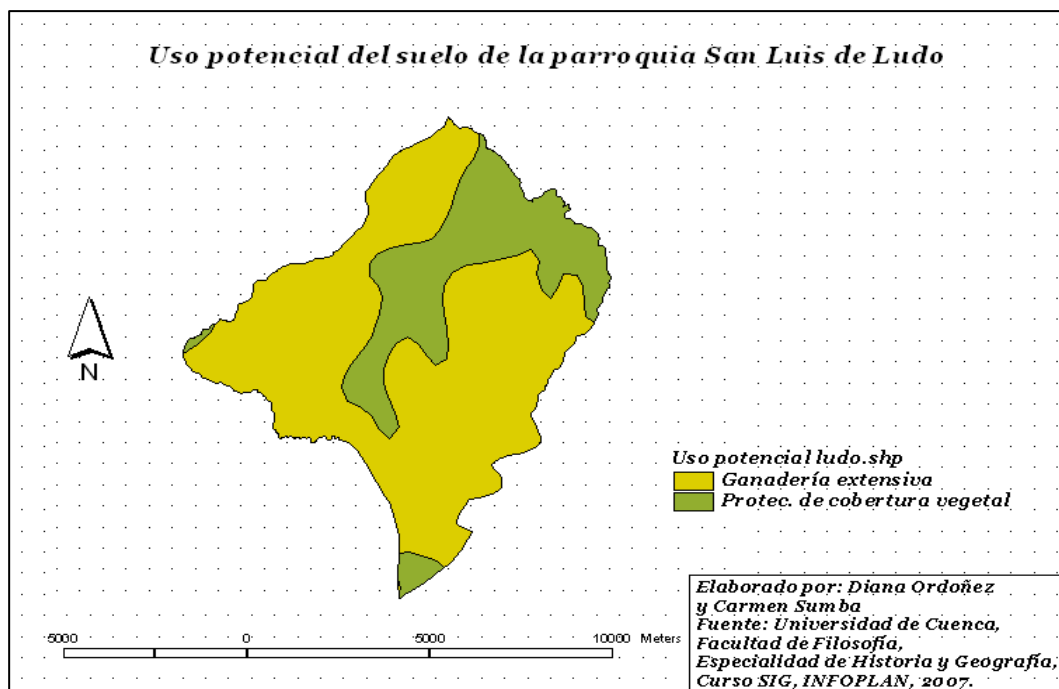 Uso potencial del suelo de la parroquia San Luis de Ludo
N
Uso potencial ludo.shp
Ganadería extensiva
Protec. de cobertura vegetal
5000 0 5000 10000 Meters
Elaborado por: Diana Ordoñez
y Carmen Sumba
Fuente: Universidad de Cuenca,
Facultad de Filosofía,
Especialidad de Historia y Geografía,
Curso SIG, INFOPLAN, 2007.